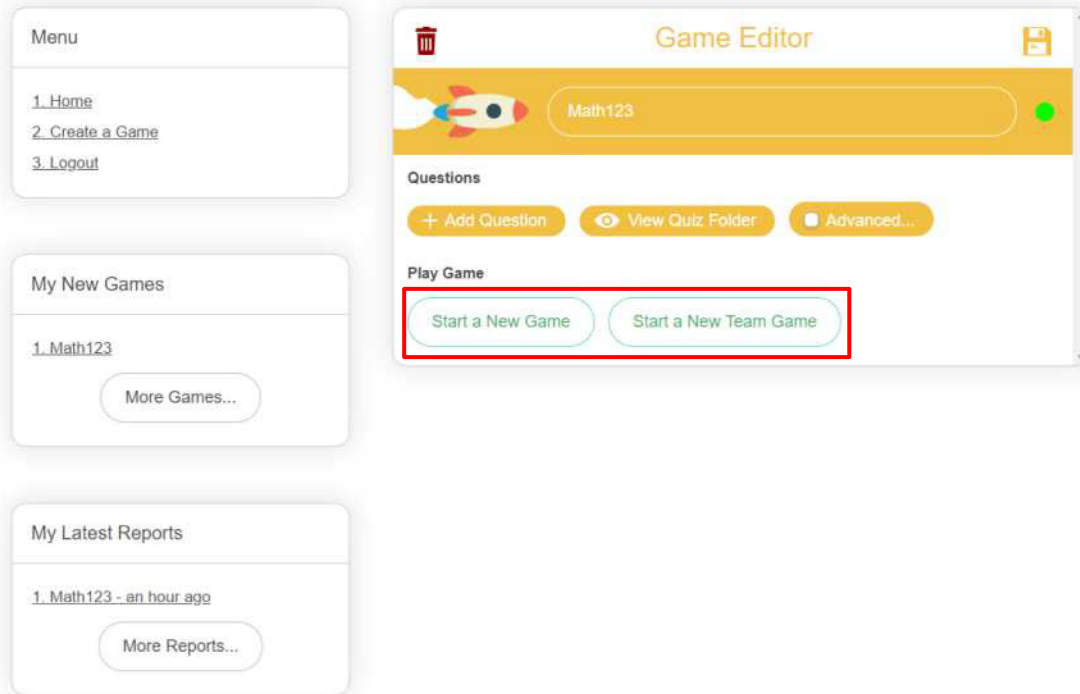 Menu
1. Home
2. Create a Game
3. Logout
My New Games
1. Math123
More Games...
My Latest Reports
1. Math123 - an hour ago
More Reports...
Game Editor
Math123
Questions
+ Add Question
View Quiz Folder
Advanced...
Play Game
Start a New Game
Start a New Team Game